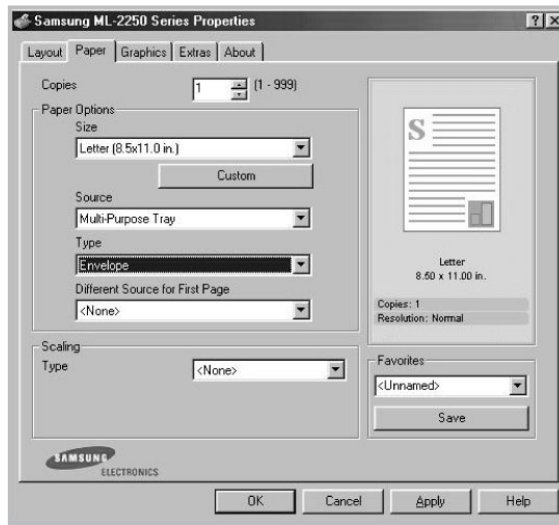 Samsung ML-2250 Series Properties
Layout Paper Graphics Extras About
Copies 1 (1 - 999)
Paper Options
Size
Letter (8.5x11.0 in.)
Custom
Source
Multi-Purpose Tray
Type
Envelope
Different Source for First Page
<None>
Scaling
Type <None>
S
Letter
8.50 x 11.00 in.
Copies: 1
Resolution: Normal
Favorites
<Unnamed>
Save
SAMSUNG
ELECTRONICS
OK Cancel Apply Help